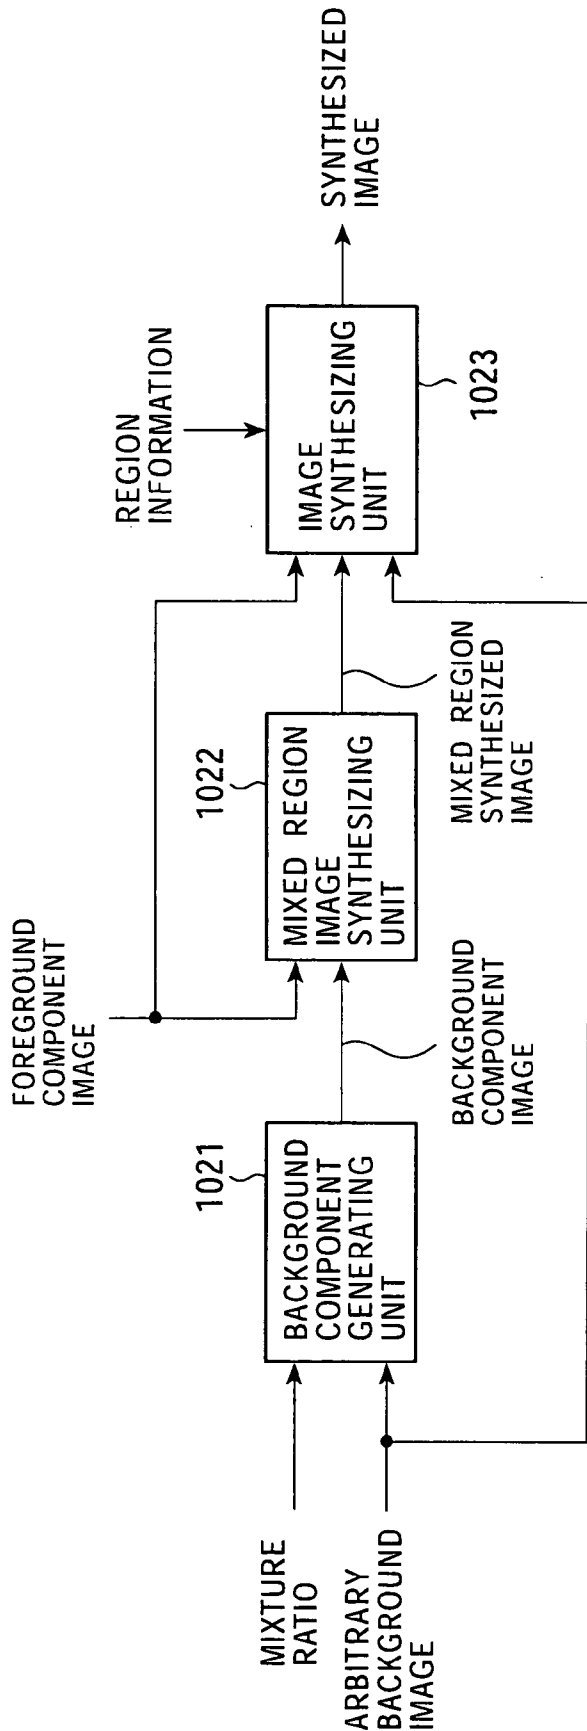 MIXTURE
RATIO
ARBITRARY
BACKGROUND
IMAGE
1021
BACKGROUND
COMPONENT
GENERATING
UNIT
FOREGROUND
COMPONENT
IMAGE
BACKGROUND
COMPONENT
IMAGE
1022
MIXED REGION
IMAGE
SYNTHESIZING
UNIT
MIXED REGION
SYNTHESIZED
IMAGE
REGION
INFORMATION
IMAGE
SYNTHESIZING
UNIT
1023
SYNTHESIZED
IMAGE